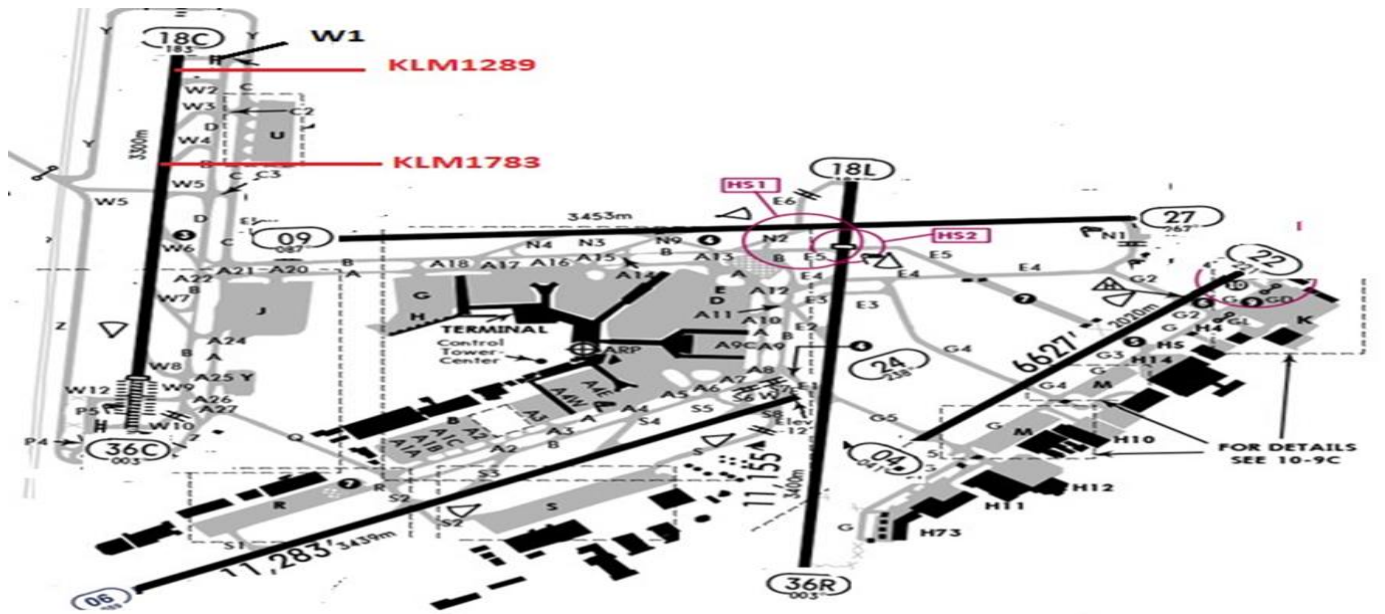 18C
183°
W1
KLM1289
Y
Y
W2
C
W3
C2
D
U
W4
3300m
Y
Y
B
KLM1783
C
C3
W5
W5
18L
HS1
E6
3453m
27
267°
D
09
087°
C
W6
N4
N3
N9
N2
HS2
N1
B
B
B
E5
E5
A18
A17
A16
A15
A14
A13
A
A
A21
A20
A22
B
E4
E4
E4
22
G2
W7
G
H
E
D
A12
A11
A10
E3
E3
E2
J
TERMINAL
Control
Tower-
Center
ARP
A9C
A9
2020m
6627'
G2
H4
K
Z
A24
B
A
W8
A8
A7
A6
A5
24
238°
G4
G3
H5
H14
G
W12
W9
A25
Y
A26
A27
W10
P5
P4
36C
003°
Z
Q
A4W
A4E
A4
A3
A2
A1C
A1B
A1A
B
S5
S4
S3
S2
S2
S1
E1
Elev
-12'
G4
M
G5
M
04
H10
FOR DETAILS
SEE 10-9C
R
R
S
S
11,155'
3400m
H12
H11
G
H73
11,283'
3439m
06
36R
003°